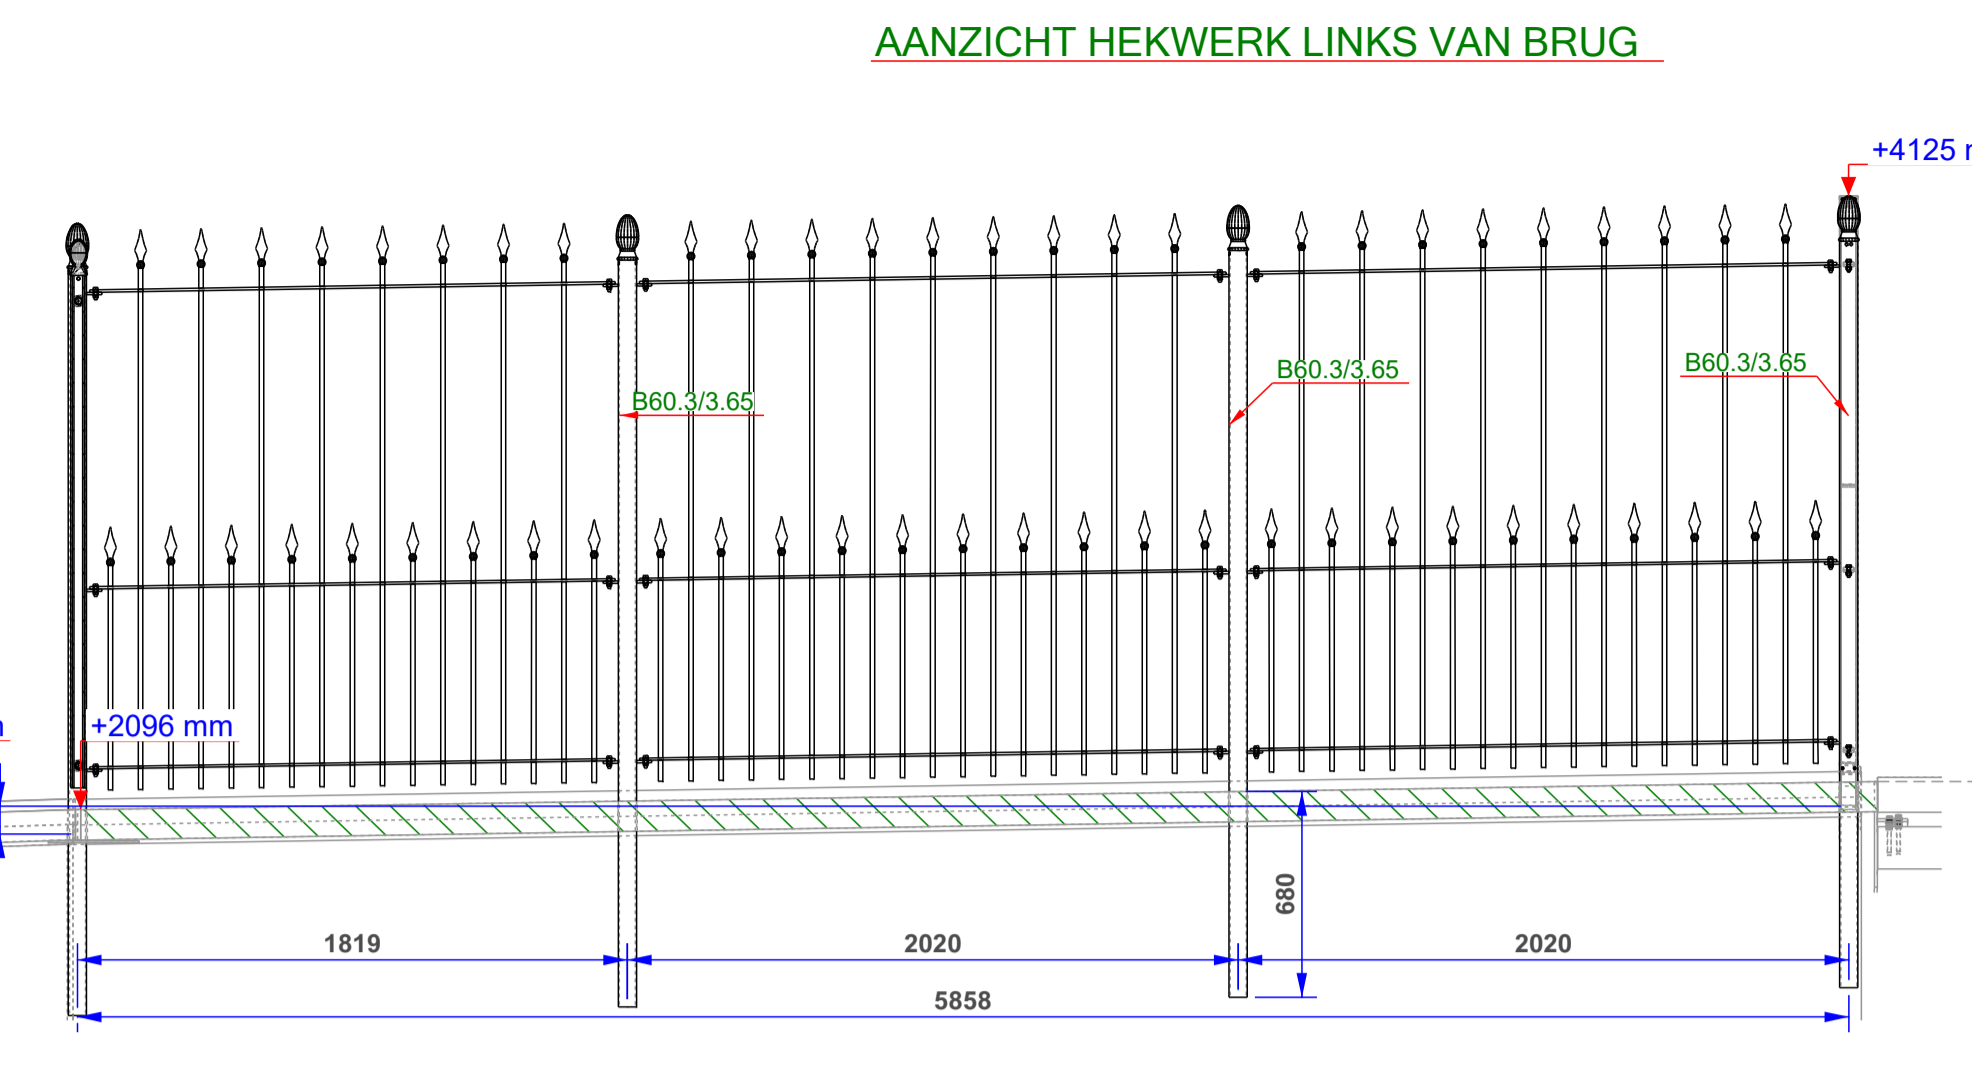 AANZICHT HEKWERK LINKS VAN BRUG
+4125
B60.3/3.65
B60.3/3.65
B60.3/3.65
+2096 mm
680
1819
2020
2020
5858